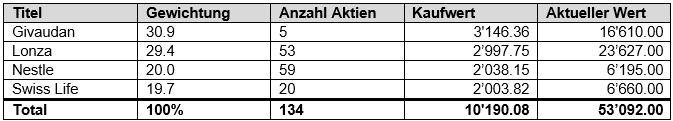 Titel Gewichtung Anzahl Aktien Kaufwert Aktueller Wert
Givaudan 30.9 5 3'146.36 16'610.00
Lonza 29.4 53 2'997.75 23'627.00
Nestle 20.0 59 2'038.15 6'195.00
Swiss Life 19.7 20 2'003.82 6'660.00
Total 100% 134 10'190.08 53'092.00